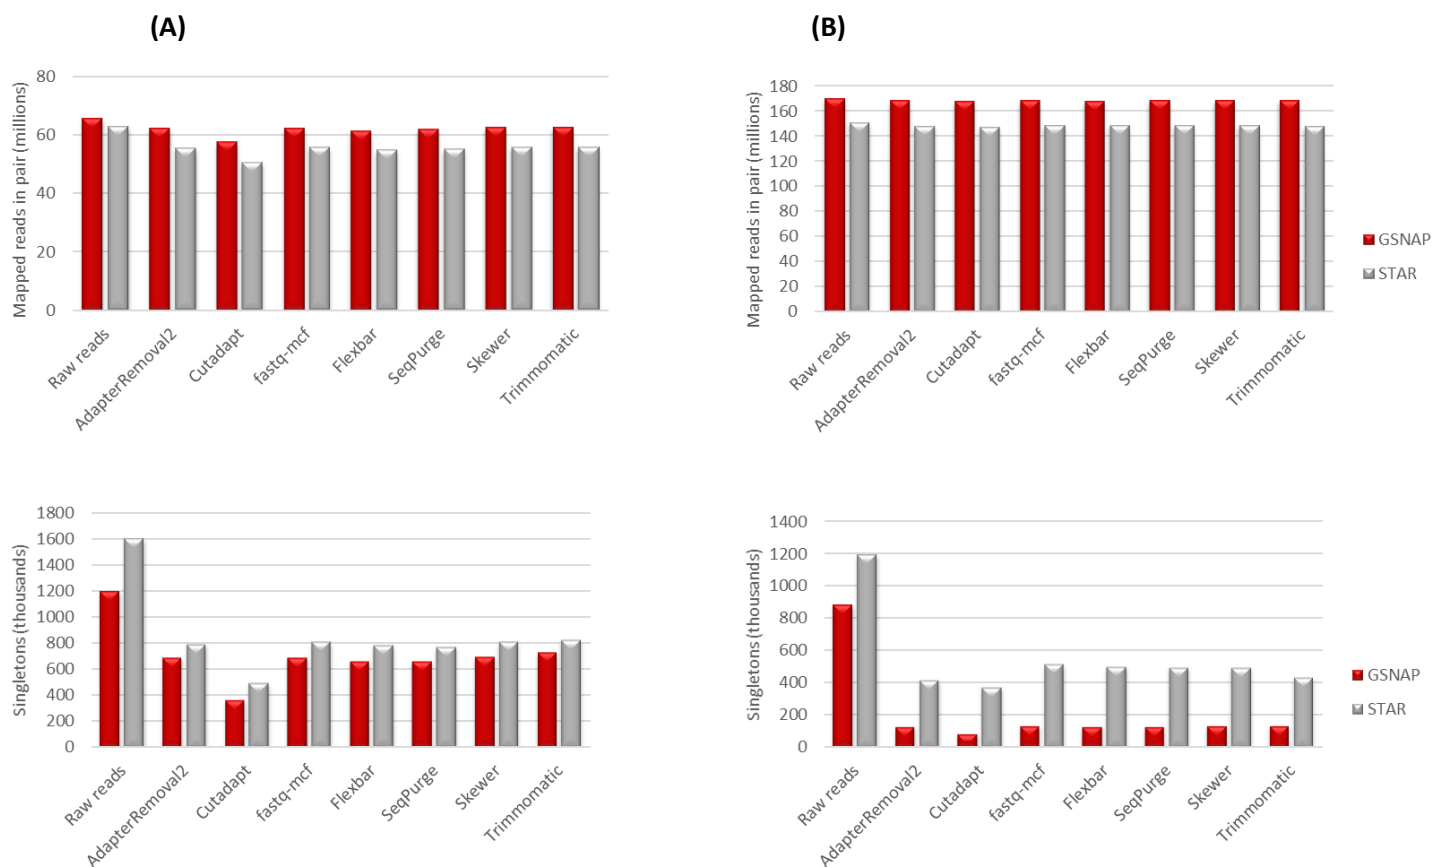 (A)
Mapped reads in pair (millions)
80
60
40
20
0
Raw reads
AdapterRemoval2
Cutadapt
fastq-mcf
Flexbar
SeqPurge
Skewer
Trimmomatic
(B)
Mapped reads in pair (millions)
180
160
140
120
100
80
60
40
20
0
Raw reads
AdapterRemoval2
Cutadapt
fastq-mcf
Flexbar
SeqPurge
Skewer
Trimmomatic
GSNAP
STAR
Singletons (thousands)
1800
1600
1400
1200
1000
800
600
400
200
0
Raw reads
AdapterRemoval2
Cutadapt
fastq-mcf
Flexbar
SeqPurge
Skewer
Trimmomatic
Singletons (thousands)
1400
1200
1000
800
600
400
200
0
Raw reads
AdapterRemoval2
Cutadapt
fastq-mcf
Flexbar
SeqPurge
Skewer
Trimmomatic
GSNAP
STAR